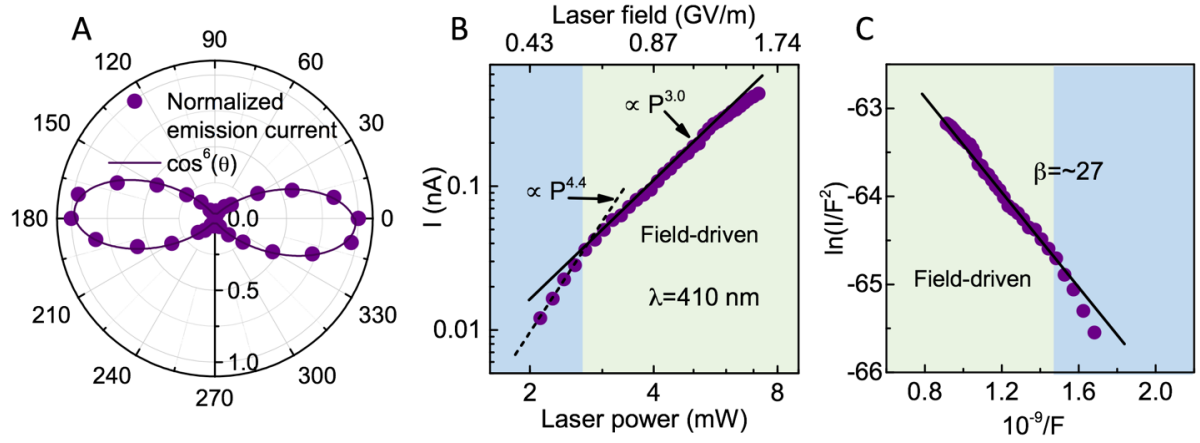 A
90
120
60
150
30
180
0
210
330
240
300
270
Normalized
emission current
cos⁶(θ)
0.0
0.5
1.0
B
Laser field (GV/m)
0.43 0.87 1.74
∝ P³·⁰
∝ P⁴·⁴
Field-driven
λ=410 nm
0.1
0.01
I (nA)
2 4 8
Laser power (mW)
C
-63
-64
-65
-66
ln(I/F²)
β=~27
Field-driven
0.8 1.2 1.6 2.0
10⁻⁹/F